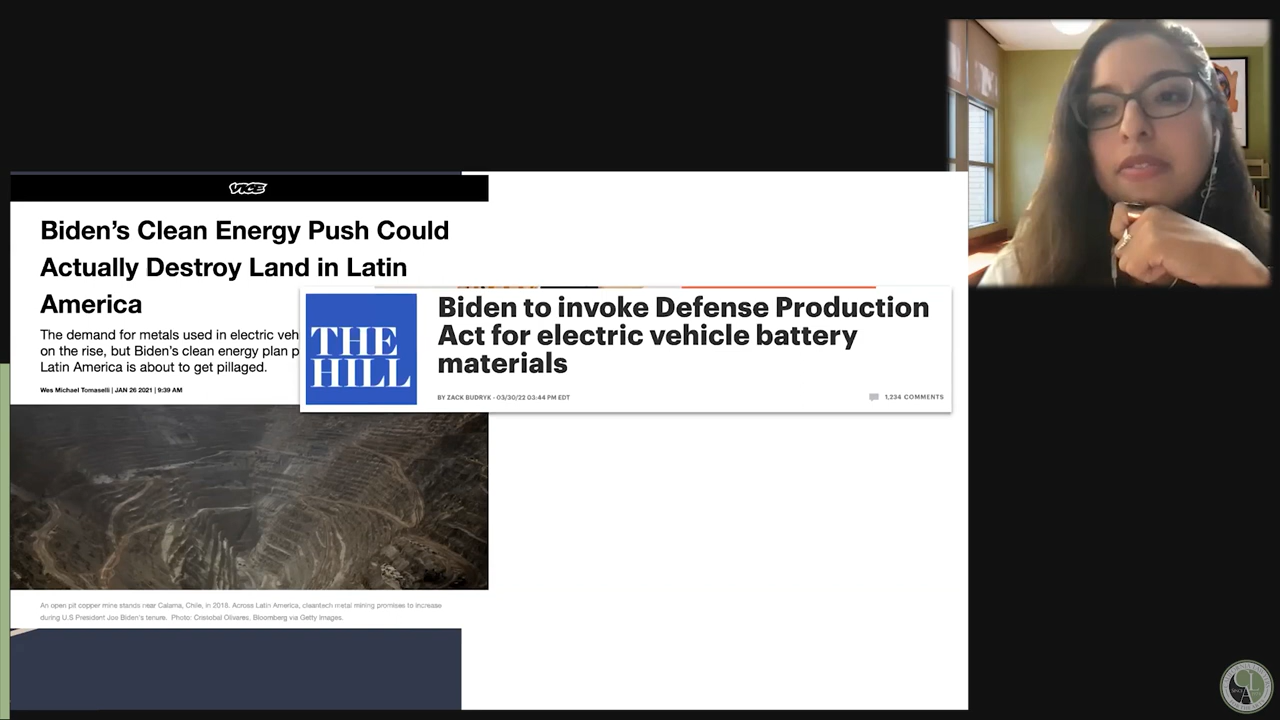 VICE
Biden's Clean Energy Push Could
Actually Destroy Land in Latin
America
The demand for metals used in electric veh
on the rise, but Biden's clean energy plan p
Latin America is about to get pillaged.
Wes Michael Tomaselli | JAN 26 2021 | 9:39 AM
THE
HILL
Biden to invoke Defense Production
Act for electric vehicle battery
materials
BY ZACK BUDRYK - 03/30/22 03:44 PM EDT
1,234 COMMENTS
An open pit copper mine stands near Calama, Chile, in 2018. Across Latin America, cleantech metal mining promises to increase
during U.S President Joe Biden's tenure. Photo: Cristobal Olivares, Bloomberg via Getty Images.